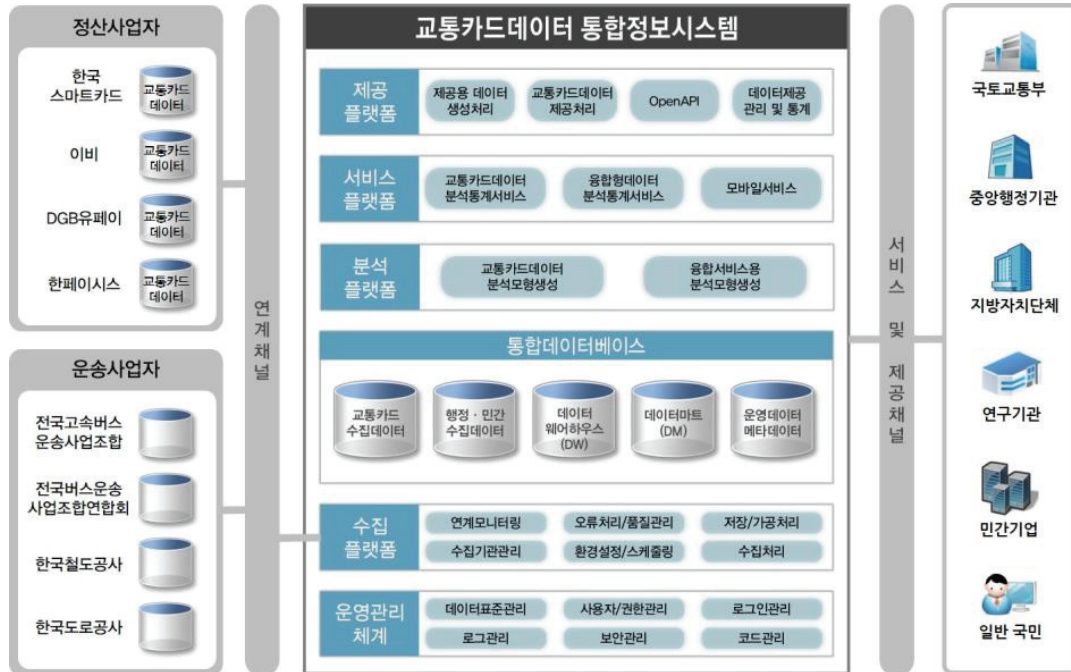 정산사업자
한국
스마트카드
교통카드
데이터
이비
교통카드
데이터
DGB유페이
교통카드
데이터
한페이시스
교통카드
데이터
운송사업자
전국고속버스
운송사업조합
전국버스운송
사업조합연합회
한국철도공사
한국도로공사
연계채널
교통카드데이터 통합정보시스템
제공
플랫폼
제공용 데이터
생성처리
교통카드데이터
제공처리
OpenAPI
데이터제공
관리 및 통계
서비스
플랫폼
교통카드데이터
분석통계서비스
융합형데이터
분석통계서비스
모바일서비스
분석
플랫폼
교통카드데이터
분석모형생성
융합서비스용
분석모형생성
통합데이터베이스
교통카드
수집데이터
행정·민간
수집데이터
데이터
웨어하우스
(DW)
데이터마트
(DM)
운영데이터
메타데이터
수집
플랫폼
연계모니터링
오류처리/품질관리
저장/가공처리
수집기관관리
환경설정/스케줄링
수집처리
운영관리
체계
데이터표준관리
사용자/권한관리
로그인관리
로그관리
보안관리
코드관리
서비스 및 제공채널
국토교통부
중앙행정기관
지방자치단체
연구기관
민간기업
일반 국민